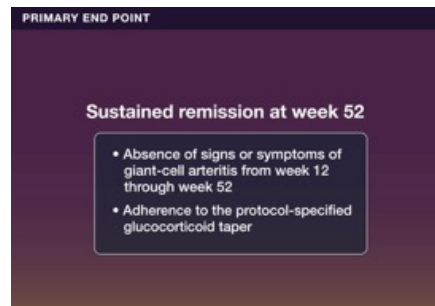 PRIMARY END POINT
Sustained remission at week 52
• Absence of signs or symptoms of
giant-cell arteritis from week 12
through week 52
• Adherence to the protocol-specified
glucocorticoid taper